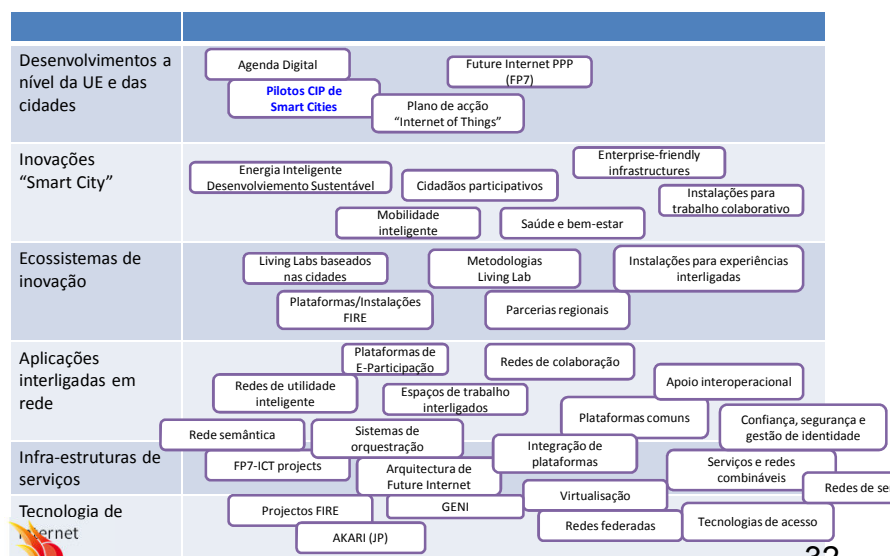 Desenvolvimentos a
nível da UE e das
cidades
Agenda Digital
Future Internet PPP
(FP7)
Pilotos CIP de
Smart Cities
Plano de acção
“Internet of Things”
Inovações
“Smart City”
Energia Inteligente
Desenvolviemento Sustentável
Cidadãos participativos
Enterprise-friendly
infrastructures
Instalações para
trabalho colaborativo
Mobilidade
inteligente
Saúde e bem-estar
Ecossistemas de
inovação
Living Labs baseados
nas cidades
Metodologias
Living Lab
Instalações para experiências
interligadas
Plataformas/Instalações
FIRE
Parcerias regionais
Aplicações
interligadas em
rede
Plataformas de
E-Participação
Redes de colaboração
Redes de utilidade
inteligente
Espaços de trabalho
interligados
Apoio interoperacional
Plataformas comuns
Confiança, segurança e
gestão de identidade
Rede semântica
Sistemas de
orquestração
Integração de
plataformas
Infra-estruturas de
serviços
FP7-ICT projects
Arquitectura de
Future Internet
Serviços e redes
combináveis
Virtualisação
Redes de se
Tecnologia de
Internet
Projectos FIRE
GENI
AKARI (JP)
Redes federadas
Tecnologias de acesso
32